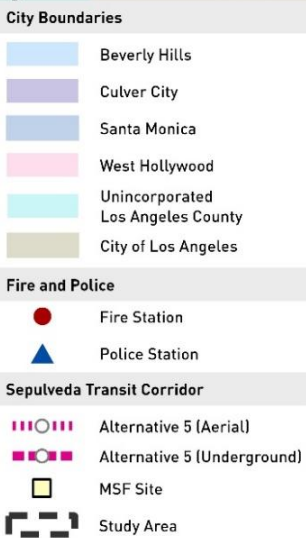 City Boundaries
Beverly Hills
Culver City
Santa Monica
West Hollywood
Unincorporated
Los Angeles County
City of Los Angeles
Fire and Police
Fire Station
Police Station
Sepulveda Transit Corridor
Alternative 5 (Aerial)
Alternative 5 (Underground)
MSF Site
Study Area